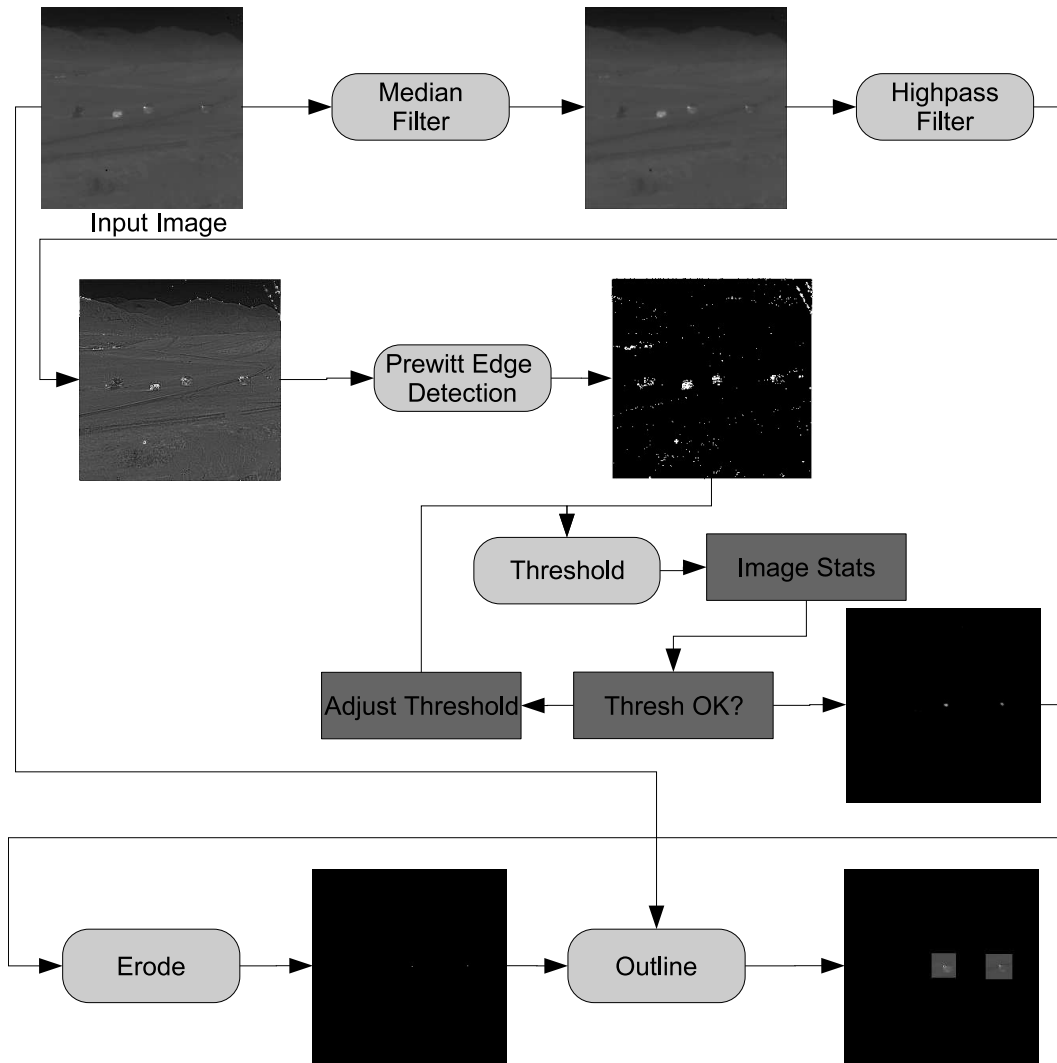 Median
Filter
Highpass
Filter
Input Image
Prewitt Edge
Detection
Threshold
Image Stats
Adjust Threshold
Thresh OK?
Erode
Outline